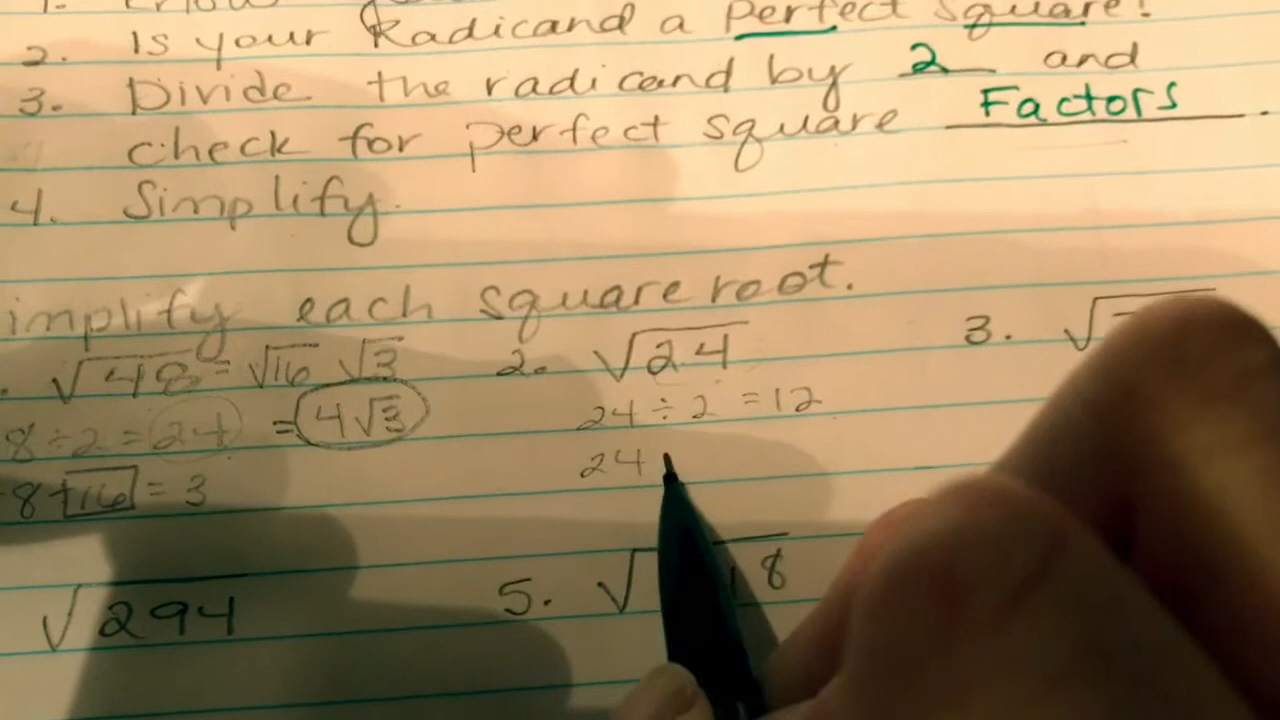 2. Is your Radicand a perfect square?
3. Divide the radicand by 2 and
check for perfect square Factors.
4. Simplify.
implify each square root.
√48 = √16 √3
8 ÷ 2 = 24 = 4√3
8 ÷ 16 = 3
2. √24
24 ÷ 2 = 12
24
3. √
√294
5. √ 18